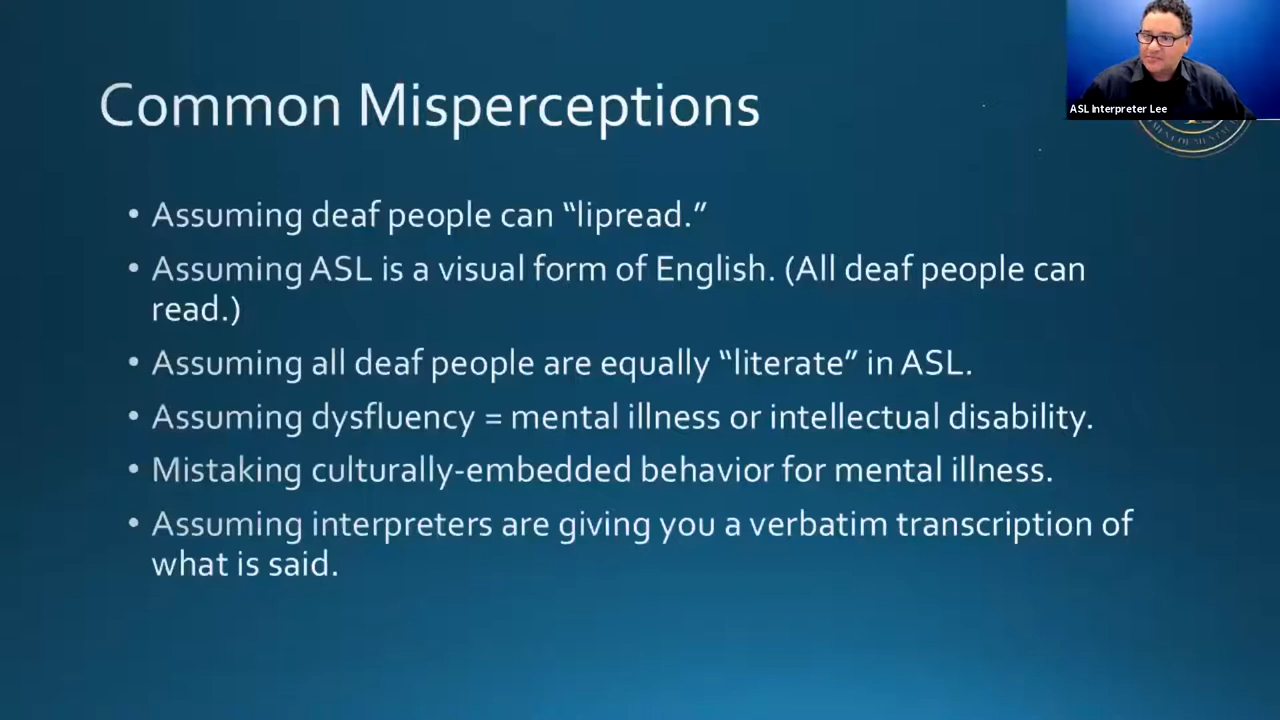 ASL Interpreter Lee
Common Misperceptions
• Assuming deaf people can “lipread.”
• Assuming ASL is a visual form of English. (All deaf people can
read.)
• Assuming all deaf people are equally “literate” in ASL.
• Assuming dysfluency = mental illness or intellectual disability.
• Mistaking culturally-embedded behavior for mental illness.
• Assuming interpreters are giving you a verbatim transcription of
what is said.